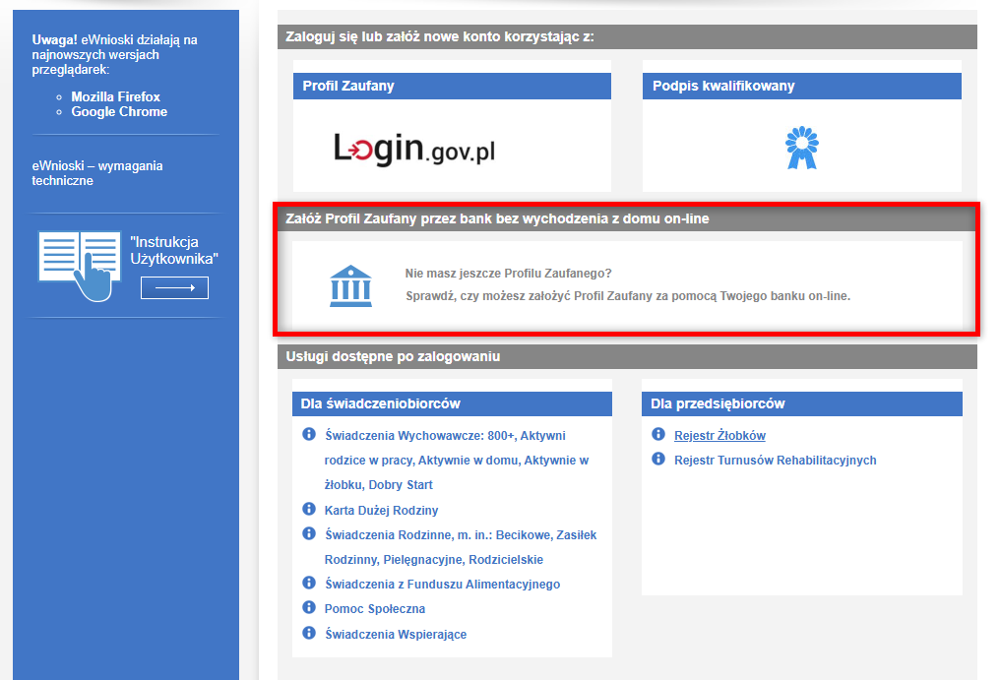 Uwaga! eWnioski działają na
najnowszych wersjach
przeglądarek:
Mozilla Firefox
Google Chrome
eWnioski – wymagania
techniczne
"Instrukcja
Użytkownika"
Zaloguj się lub załóż nowe konto korzystając z:
Profil Zaufany
Login.gov.pl
Podpis kwalifikowany
Załóż Profil Zaufany przez bank bez wychodzenia z domu on-line
Nie masz jeszcze Profilu Zaufanego?
Sprawdź, czy możesz założyć Profil Zaufany za pomocą Twojego banku on-line.
Usługi dostępne po zalogowaniu
Dla świadczeniobiorców
Świadczenia Wychowawcze: 800+, Aktywni
rodzice w pracy, Aktywnie w domu, Aktywnie w
żłobku, Dobry Start
Karta Dużej Rodziny
Świadczenia Rodzinne, m. in.: Becikowe, Zasiłek
Rodzinny, Pielęgnacyjne, Rodzicielskie
Świadczenia z Funduszu Alimentacyjnego
Pomoc Społeczna
Świadczenia Wspierające
Dla przedsiębiorców
Rejestr Żłobków
Rejestr Turnusów Rehabilitacyjnych